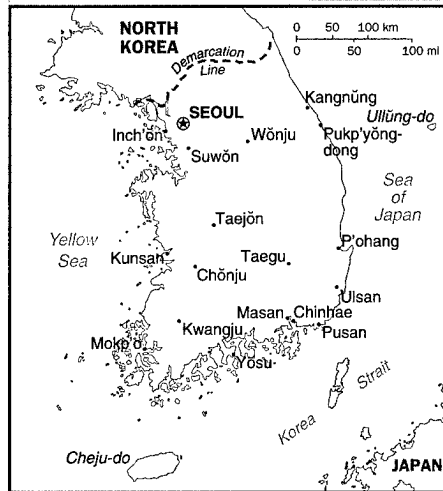 NORTH
KOREA
0 50 100 km
0 50 100 mi
Demarcation
Line
SEOUL
Inch'ŏn
Suwŏn
Wŏnju
Kangnŭng
Pukp'yŏng-
dong
Ullŭng-do
Sea
of
Japan
Yellow
Sea
Taejŏn
Kunsan
Chŏnju
Taegu
P'ohang
Ulsan
Masan
Chinhae
Pusan
Kwangju
Mokp'o
Yŏsu
Korea
Strait
Cheju-do
JAPAN